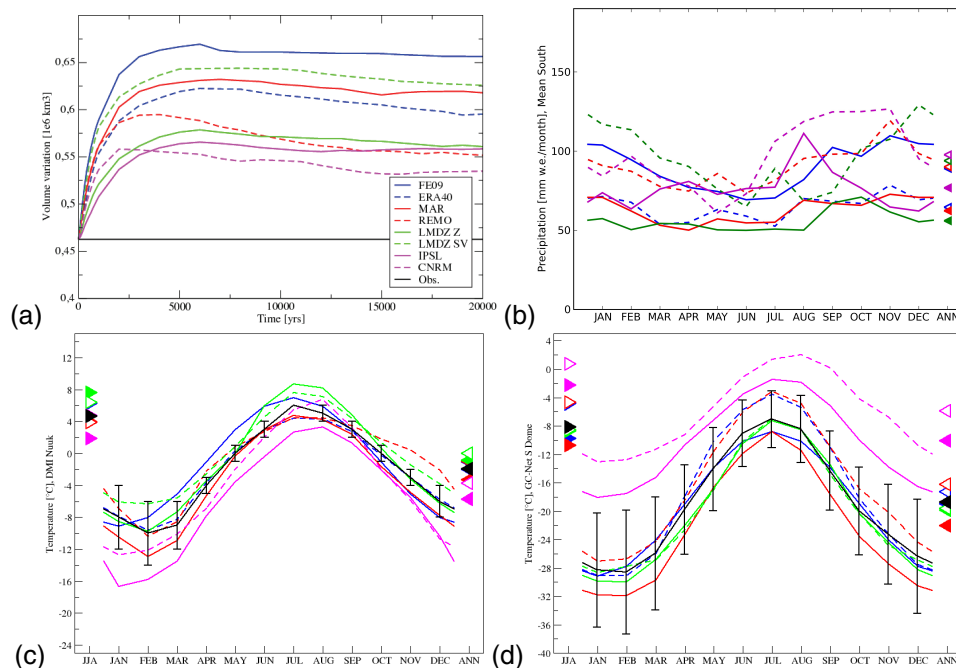 0,65
0,6
0,55
0,5
0,45
0,4
Volume variation [1e6 km3]
0
5000
10000
15000
20000
Time [yrs]
FE09
ERA40
MAR
REMO
LMDZ Z
LMDZ SV
IPSL
CNRM
Obs.
(a)
150
100
50
0
Precipitation [mm w.e./month], Mean South
JAN FEB MAR APR MAY JUN JUL AUG SEP OCT NOV DEC ANN
(b)
12
8
4
0
-4
-8
-12
-16
-20
-24
Temperature [°C], DMI Nuuk
JJA JAN FEB MAR APR MAY JUN JUL AUG SEP OCT NOV DEC ANN
(c)
4
0
-4
-8
-12
-16
-20
-24
-28
-32
-36
-40
Temperature [°C], GC-Net S Dome
JJA JAN FEB MAR APR MAY JUN JUL AUG SEP OCT NOV DEC ANN
(d)